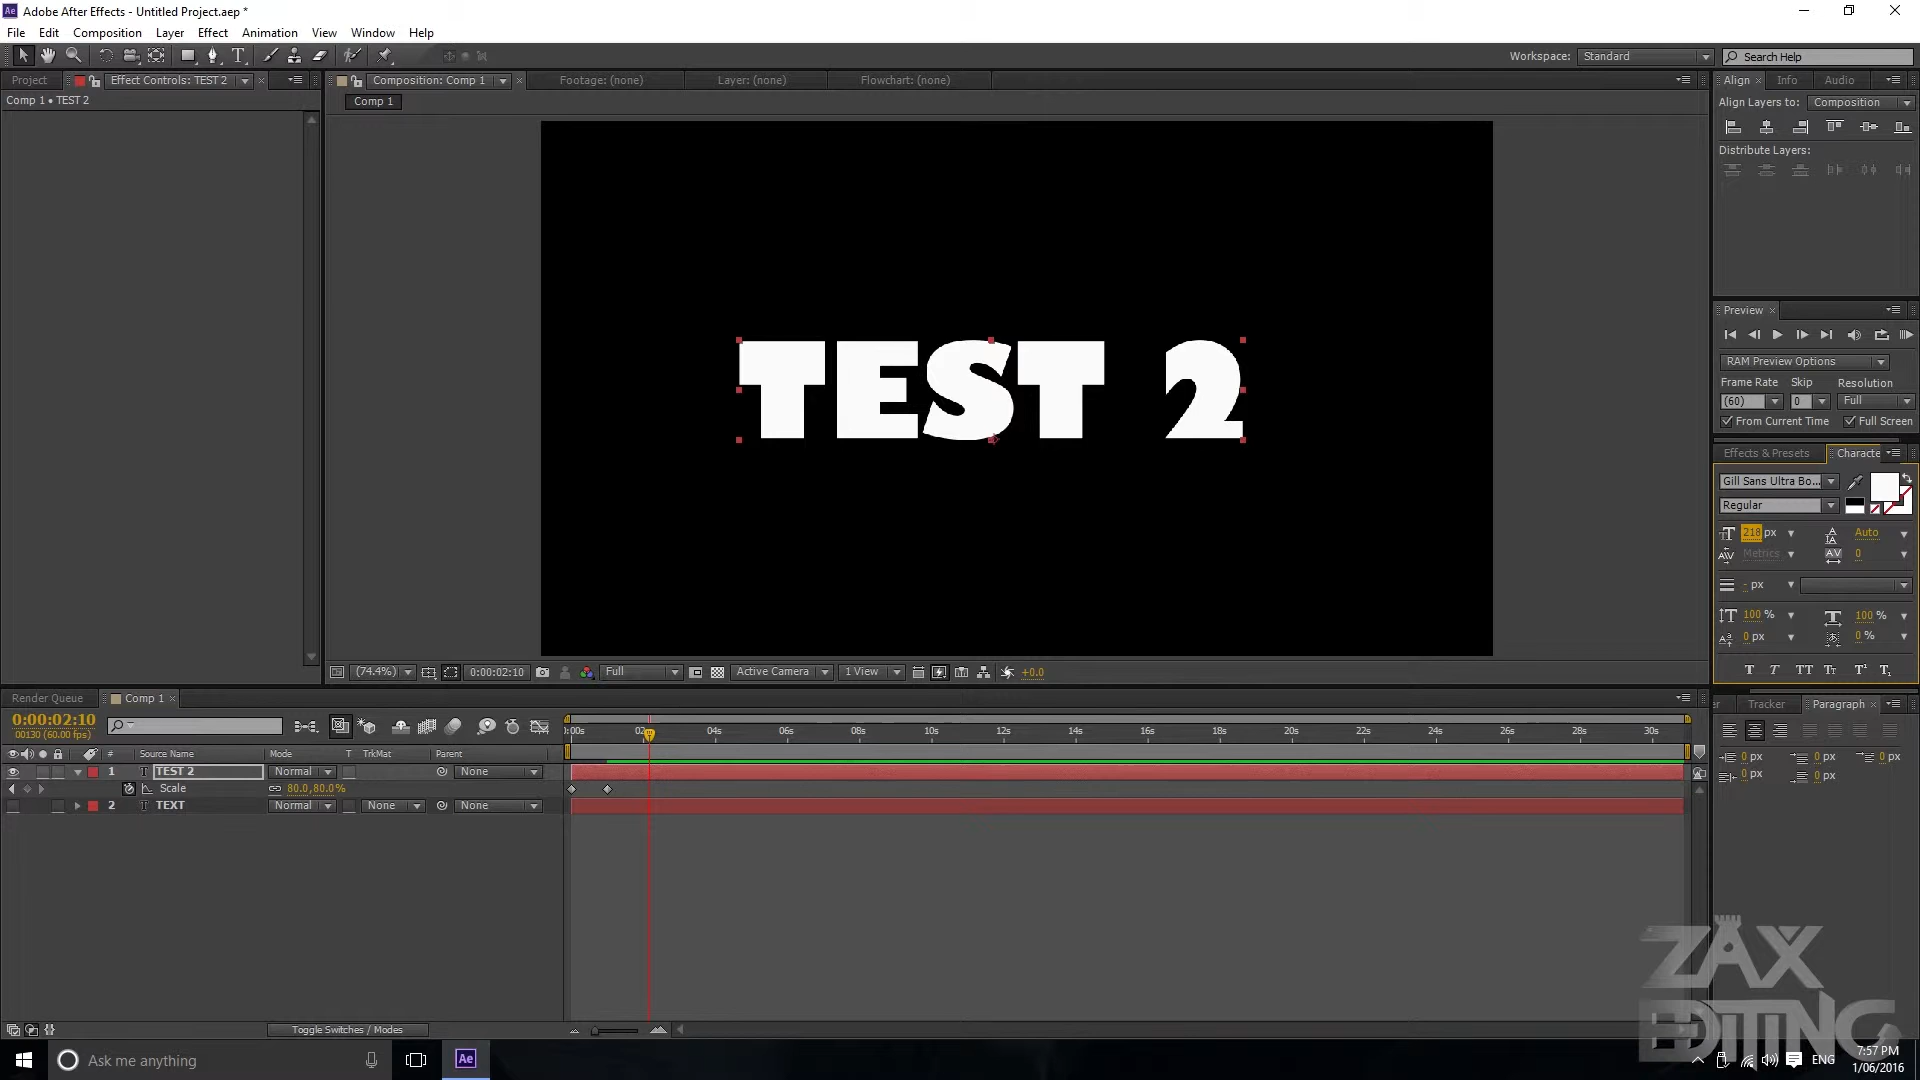 Adobe After Effects - Untitled Project.aep *
File Edit Composition Layer Effect Animation View Window Help
Workspace: Standard Search Help
Project Effect Controls: TEST 2 Composition: Comp 1 Footage: (none) Layer: (none) Flowchart: (none) Align Info Audio
Comp 1 • TEST 2 Comp 1 Align Layers to: Composition
Distribute Layers:
TEST 2
Preview
RAM Preview Options
Frame Rate Skip Resolution
(60) 0 Full
From Current Time Full Screen
Effects & Presets Characte
Gill Sans Ultra Bo...
Regular
218 px Auto
Metrics 0
- px
100 % 100 %
0 px 0 %
T T TT Tt T¹ T₁
(74.4%) 0:00:02:10 Full Active Camera 1 View +0.0
Render Queue Comp 1 Tracker Paragraph
0:00:02:10
00130 (60.00 fps)
:00s 02 04s 06s 08s 10s 12s 14s 16s 18s 20s 22s 24s 26s 28s 30s
# Source Name Mode T TrkMat Parent
0 px 0 px 0 px
0 px 0 px
1 T TEST 2 Normal None
Scale 80.0,80.0%
2 T TEXT Normal None None
Toggle Switches / Modes
ZAX
EDITING
Ask me anything Ae ENG 7:57 PM
1/06/2016